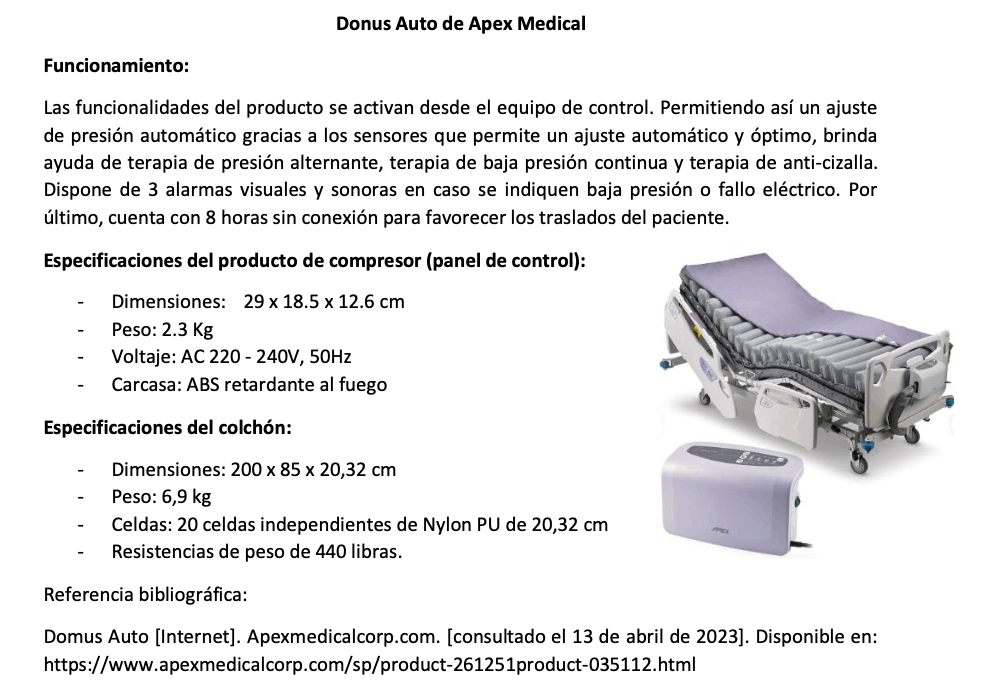 Donus Auto de Apex Medical
Funcionamiento:
Las funcionalidades del producto se activan desde el equipo de control. Permitiendo así un ajuste
de presión automático gracias a los sensores que permite un ajuste automático y óptimo, brinda
ayuda de terapia de presión alternante, terapia de baja presión continua y terapia de anti-cizalla.
Dispone de 3 alarmas visuales y sonoras en caso se indiquen baja presión o fallo eléctrico. Por
último, cuenta con 8 horas sin conexión para favorecer los traslados del paciente.
Especificaciones del producto de compresor (panel de control):
- Dimensiones: 29 x 18.5 x 12.6 cm
- Peso: 2.3 Kg
- Voltaje: AC 220 - 240V, 50Hz
- Carcasa: ABS retardante al fuego
Especificaciones del colchón:
- Dimensiones: 200 x 85 x 20,32 cm
- Peso: 6,9 kg
- Celdas: 20 celdas independientes de Nylon PU de 20,32 cm
- Resistencias de peso de 440 libras.
APEX
Referencia bibliográfica:
Domus Auto [Internet]. Apexmedicalcorp.com. [consultado el 13 de abril de 2023]. Disponible en:
https://www.apexmedicalcorp.com/sp/product-261251product-035112.html